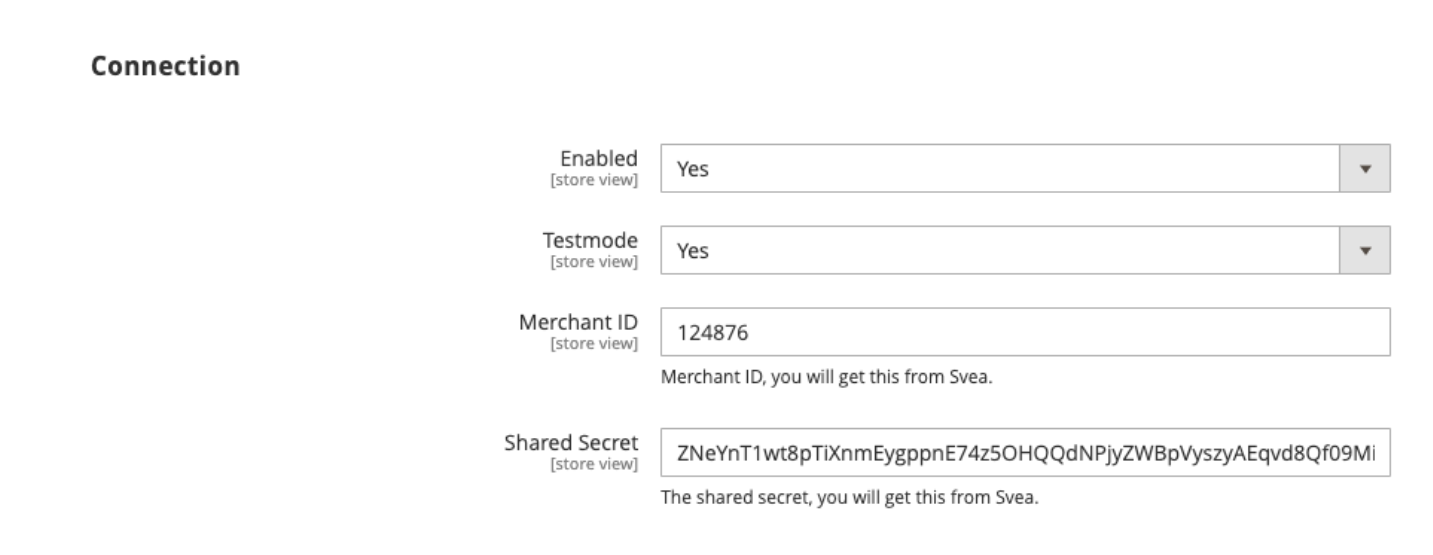 Connection
Enabled
[store view]
Yes
Testmode
[store view]
Yes
Merchant ID
[store view]
124876
Merchant ID, you will get this from Svea.
Shared Secret
[store view]
ZNeYnT1wt8pTiXnmEygppnE74z5OHQQdNPjyZWBpVyszyAEqvd8Qf09Mi
The shared secret, you will get this from Svea.